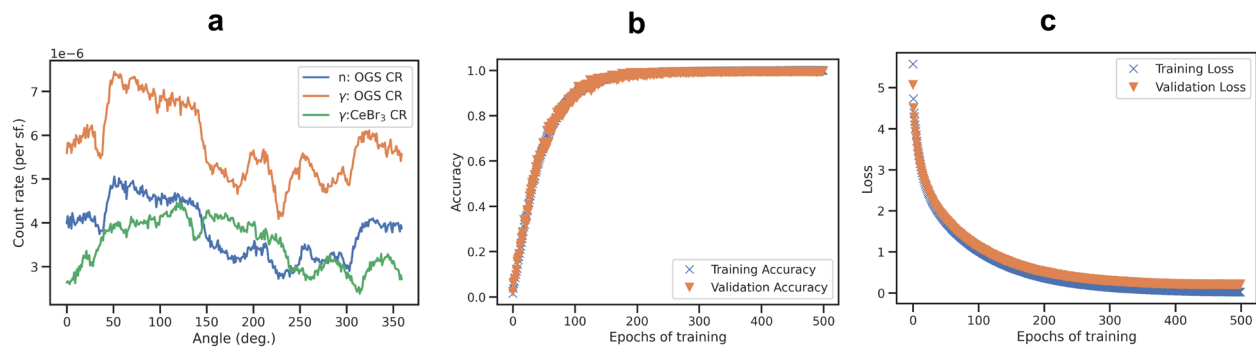 a
1e−6
Count rate (per sf.)
7
6
5
4
3
n: OGS CR
γ: OGS CR
γ:CeBr₃ CR
0 50 100 150 200 250 300 350
Angle (deg.)
b
Accuracy
1.0
0.8
0.6
0.4
0.2
0.0
Training Accuracy
Validation Accuracy
0 100 200 300 400 500
Epochs of training
c
Loss
5
4
3
2
1
0
Training Loss
Validation Loss
0 100 200 300 400 500
Epochs of training